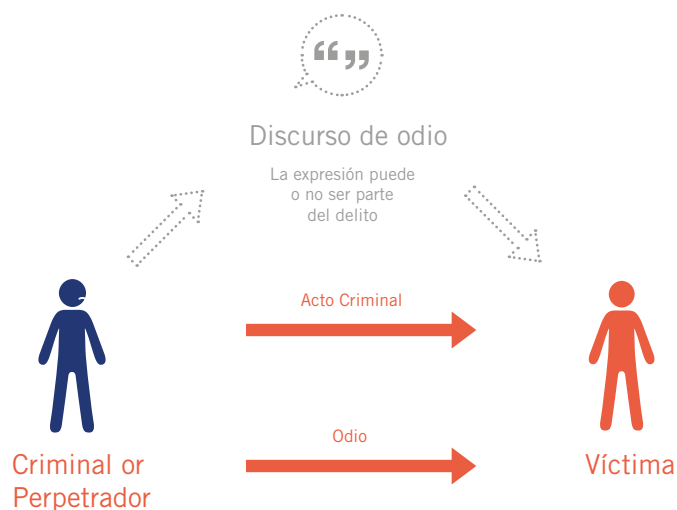 “ ”
Discurso de odio
La expresión puede
o no ser parte
del delito
Acto Criminal
Odio
Criminal or
Perpetrador
Víctima